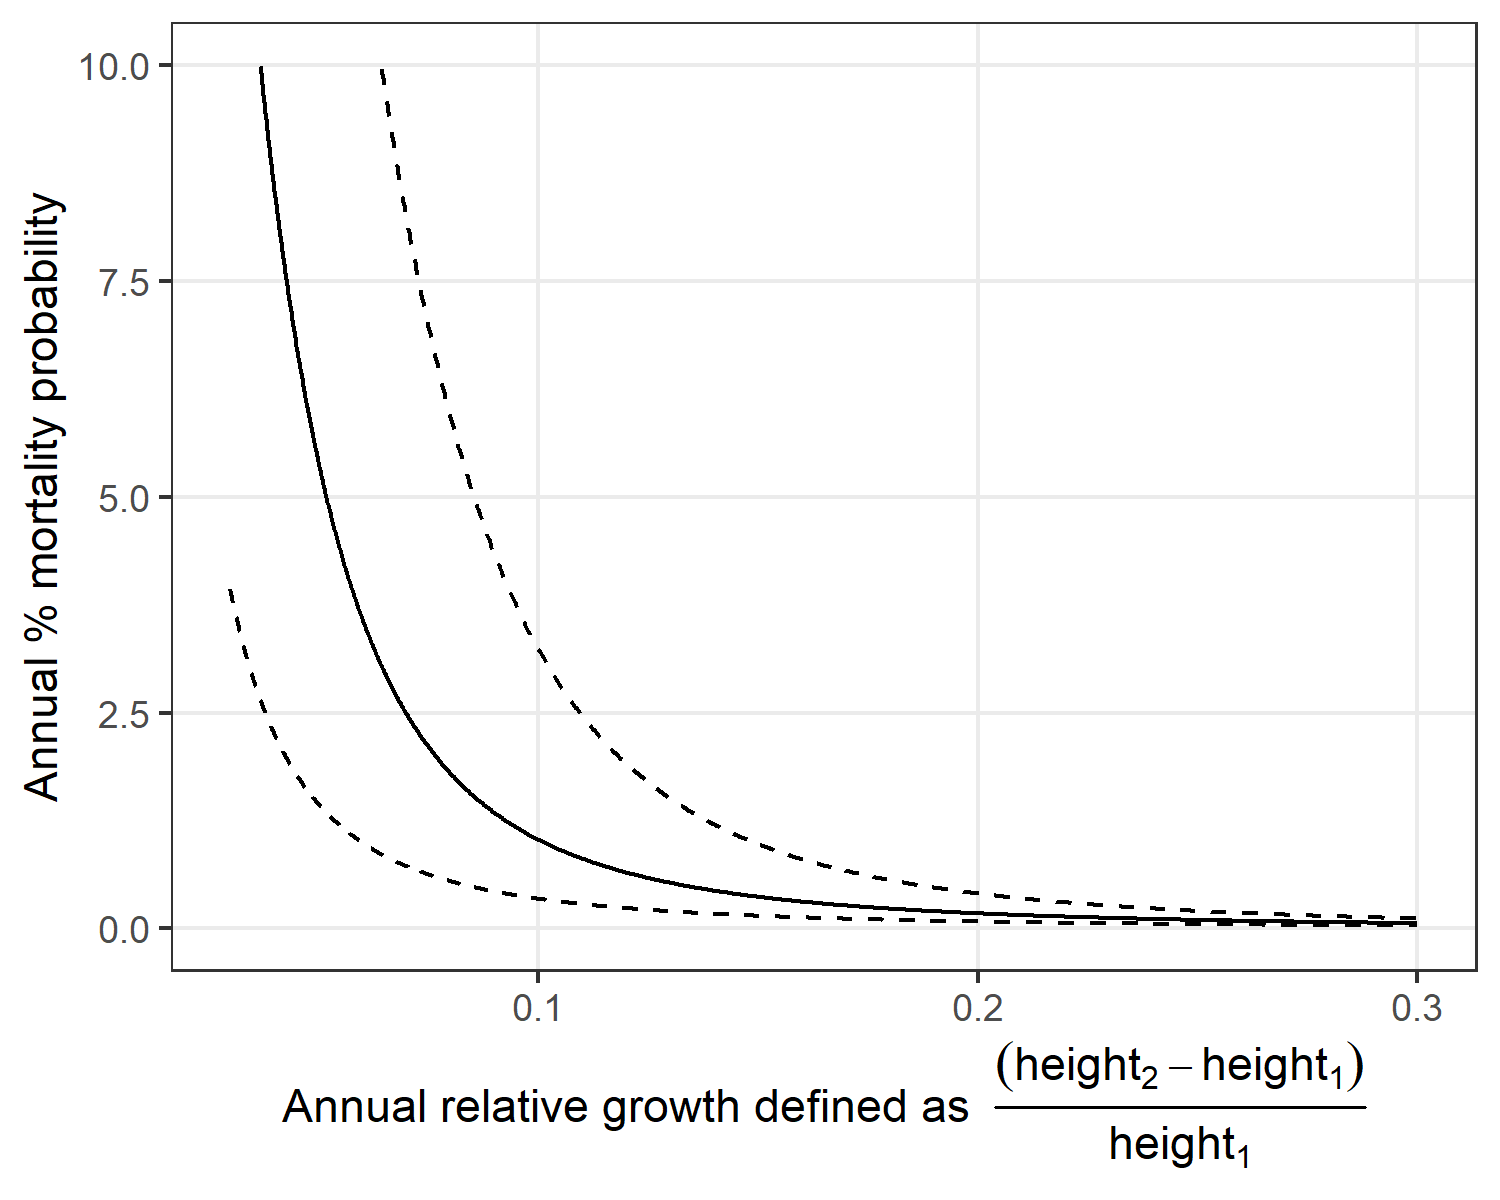 Annual % mortality probability
10.0
7.5
5.0
2.5
0.0
0.1 0.2 0.3
Annual relative growth defined as (height₂ − height₁)
height₁